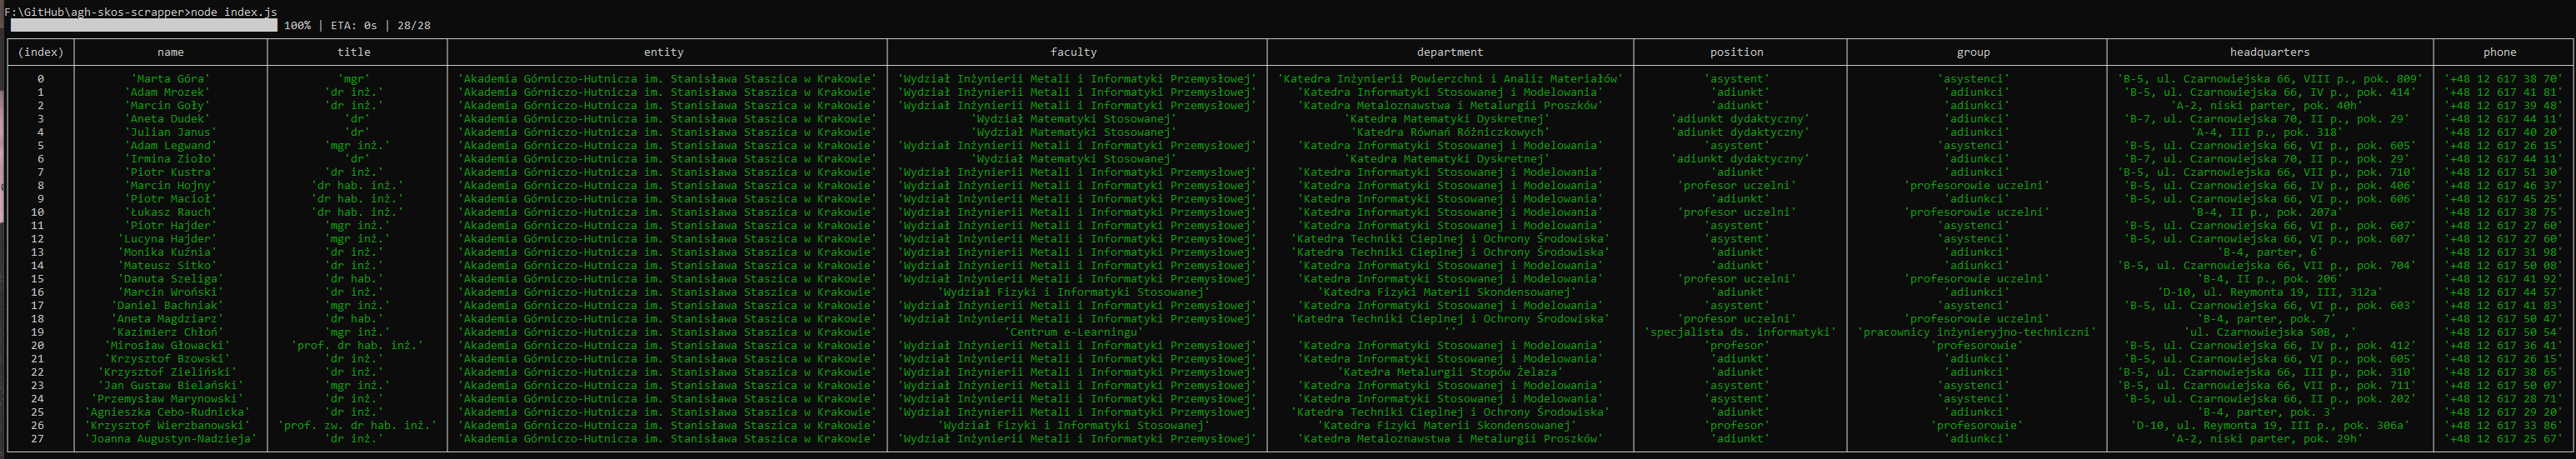 F:\GitHub\agh-skos-scrapper>node index.js
100% | ETA: 0s | 28/28
(index) name title entity faculty department position group headquarters phone
0 'Marta Góra' 'mgr' 'Akademia Górniczo-Hutnicza im. Stanisława Staszica w Krakowie' 'Wydział Inżynierii Metali i Informatyki Przemysłowej' 'Katedra Inżynierii Powierzchni i Analiz Materiałów' 'asystent' 'asystenci' 'B-5, ul. Czarnowiejska 66, VIII p., pok. 809' '+48 12 617 38 70'
1 'Adam Mrozek' 'dr inż.' 'Akademia Górniczo-Hutnicza im. Stanisława Staszica w Krakowie' 'Wydział Inżynierii Metali i Informatyki Przemysłowej' 'Katedra Informatyki Stosowanej i Modelowania' 'adiunkt' 'adiunkci' 'B-5, ul. Czarnowiejska 66, IV p., pok. 414' '+48 12 617 41 81'
2 'Marcin Goły' 'dr inż.' 'Akademia Górniczo-Hutnicza im. Stanisława Staszica w Krakowie' 'Wydział Inżynierii Metali i Informatyki Przemysłowej' 'Katedra Metaloznawstwa i Metalurgii Proszków' 'adiunkt' 'adiunkci' 'A-2, niski parter, pok. 40h' '+48 12 617 39 48'
3 'Aneta Dudek' 'dr' 'Akademia Górniczo-Hutnicza im. Stanisława Staszica w Krakowie' 'Wydział Matematyki Stosowanej' 'Katedra Matematyki Dyskretnej' 'adiunkt dydaktyczny' 'adiunkci' 'B-7, ul. Czarnowiejska 70, II p., pok. 29' '+48 12 617 44 11'
4 'Julian Janus' 'dr' 'Akademia Górniczo-Hutnicza im. Stanisława Staszica w Krakowie' 'Wydział Matematyki Stosowanej' 'Katedra Równań Różniczkowych' 'adiunkt dydaktyczny' 'adiunkci' 'A-4, III p., pok. 318' '+48 12 617 40 20'
5 'Adam Legwand' 'mgr inż.' 'Akademia Górniczo-Hutnicza im. Stanisława Staszica w Krakowie' 'Wydział Inżynierii Metali i Informatyki Przemysłowej' 'Katedra Informatyki Stosowanej i Modelowania' 'asystent' 'asystenci' 'B-5, ul. Czarnowiejska 66, VI p., pok. 605' '+48 12 617 26 15'
6 'Irmina Zioło' 'dr' 'Akademia Górniczo-Hutnicza im. Stanisława Staszica w Krakowie' 'Wydział Matematyki Stosowanej' 'Katedra Matematyki Dyskretnej' 'adiunkt dydaktyczny' 'adiunkci' 'B-7, ul. Czarnowiejska 70, II p., pok. 29' '+48 12 617 44 11'
7 'Piotr Kustra' 'dr inż.' 'Akademia Górniczo-Hutnicza im. Stanisława Staszica w Krakowie' 'Wydział Inżynierii Metali i Informatyki Przemysłowej' 'Katedra Informatyki Stosowanej i Modelowania' 'adiunkt' 'adiunkci' 'B-5, ul. Czarnowiejska 66, VII p., pok. 710' '+48 12 617 51 30'
8 'Marcin Hojny' 'dr hab. inż.' 'Akademia Górniczo-Hutnicza im. Stanisława Staszica w Krakowie' 'Wydział Inżynierii Metali i Informatyki Przemysłowej' 'Katedra Informatyki Stosowanej i Modelowania' 'profesor uczelni' 'profesorowie uczelni' 'B-5, ul. Czarnowiejska 66, IV p., pok. 406' '+48 12 617 46 37'
9 'Piotr Macioł' 'dr hab. inż.' 'Akademia Górniczo-Hutnicza im. Stanisława Staszica w Krakowie' 'Wydział Inżynierii Metali i Informatyki Przemysłowej' 'Katedra Informatyki Stosowanej i Modelowania' 'adiunkt' 'adiunkci' 'B-5, ul. Czarnowiejska 66, VI p., pok. 606' '+48 12 617 45 25'
10 'Łukasz Rauch' 'dr hab. inż.' 'Akademia Górniczo-Hutnicza im. Stanisława Staszica w Krakowie' 'Wydział Inżynierii Metali i Informatyki Przemysłowej' 'Katedra Informatyki Stosowanej i Modelowania' 'profesor uczelni' 'profesorowie uczelni' 'B-4, II p., pok. 207a' '+48 12 617 38 75'
11 'Piotr Hajder' 'mgr inż.' 'Akademia Górniczo-Hutnicza im. Stanisława Staszica w Krakowie' 'Wydział Inżynierii Metali i Informatyki Przemysłowej' 'Katedra Informatyki Stosowanej i Modelowania' 'asystent' 'asystenci' 'B-5, ul. Czarnowiejska 66, VI p., pok. 607' '+48 12 617 27 60'
12 'Lucyna Hajder' 'mgr inż.' 'Akademia Górniczo-Hutnicza im. Stanisława Staszica w Krakowie' 'Wydział Inżynierii Metali i Informatyki Przemysłowej' 'Katedra Techniki Cieplnej i Ochrony Środowiska' 'asystent' 'asystenci' 'B-5, ul. Czarnowiejska 66, VI p., pok. 607' '+48 12 617 27 60'
13 'Monika Kuźnia' 'dr inż.' 'Akademia Górniczo-Hutnicza im. Stanisława Staszica w Krakowie' 'Wydział Inżynierii Metali i Informatyki Przemysłowej' 'Katedra Techniki Cieplnej i Ochrony Środowiska' 'adiunkt' 'adiunkci' 'B-4, parter, 6' '+48 12 617 31 98'
14 'Mateusz Sitko' 'dr inż.' 'Akademia Górniczo-Hutnicza im. Stanisława Staszica w Krakowie' 'Wydział Inżynierii Metali i Informatyki Przemysłowej' 'Katedra Informatyki Stosowanej i Modelowania' 'adiunkt' 'adiunkci' 'B-5, ul. Czarnowiejska 66, VII p., pok. 704' '+48 12 617 50 08'
15 'Danuta Szeliga' 'dr hab.' 'Akademia Górniczo-Hutnicza im. Stanisława Staszica w Krakowie' 'Wydział Inżynierii Metali i Informatyki Przemysłowej' 'Katedra Informatyki Stosowanej i Modelowania' 'profesor uczelni' 'profesorowie uczelni' 'B-4, II p., pok. 206' '+48 12 617 41 92'
16 'Marcin Wroński' 'dr inż.' 'Akademia Górniczo-Hutnicza im. Stanisława Staszica w Krakowie' 'Wydział Fizyki i Informatyki Stosowanej' 'Katedra Fizyki Materii Skondensowanej' 'adiunkt' 'adiunkci' 'D-10, ul. Reymonta 19, III, 312a' '+48 12 617 44 57'
17 'Daniel Bachniak' 'mgr inż.' 'Akademia Górniczo-Hutnicza im. Stanisława Staszica w Krakowie' 'Wydział Inżynierii Metali i Informatyki Przemysłowej' 'Katedra Informatyki Stosowanej i Modelowania' 'asystent' 'asystenci' 'B-5, ul. Czarnowiejska 66, VI p., pok. 603' '+48 12 617 41 83'
18 'Aneta Magdziarz' 'dr hab.' 'Akademia Górniczo-Hutnicza im. Stanisława Staszica w Krakowie' 'Wydział Inżynierii Metali i Informatyki Przemysłowej' 'Katedra Techniki Cieplnej i Ochrony Środowiska' 'profesor uczelni' 'profesorowie uczelni' 'B-4, parter, pok. 7' '+48 12 617 50 47'
19 'Kazimierz Chłoń' 'mgr inż.' 'Akademia Górniczo-Hutnicza im. Stanisława Staszica w Krakowie' 'Centrum e-Learningu' '' 'specjalista ds. informatyki' 'pracownicy inżynieryjno-techniczni' 'ul. Czarnowiejska 50B, ,' '+48 12 617 50 54'
20 'Mirosław Głowacki' 'prof. dr hab. inż.' 'Akademia Górniczo-Hutnicza im. Stanisława Staszica w Krakowie' 'Wydział Inżynierii Metali i Informatyki Przemysłowej' 'Katedra Informatyki Stosowanej i Modelowania' 'profesor' 'profesorowie' 'B-5, ul. Czarnowiejska 66, IV p., pok. 412' '+48 12 617 36 41'
21 'Krzysztof Bzowski' 'dr inż.' 'Akademia Górniczo-Hutnicza im. Stanisława Staszica w Krakowie' 'Wydział Inżynierii Metali i Informatyki Przemysłowej' 'Katedra Informatyki Stosowanej i Modelowania' 'adiunkt' 'adiunkci' 'B-5, ul. Czarnowiejska 66, VI p., pok. 605' '+48 12 617 26 15'
22 'Krzysztof Zieliński' 'dr inż.' 'Akademia Górniczo-Hutnicza im. Stanisława Staszica w Krakowie' 'Wydział Inżynierii Metali i Informatyki Przemysłowej' 'Katedra Metalurgii Stopów Żelaza' 'adiunkt' 'adiunkci' 'B-5, ul. Czarnowiejska 66, III p., pok. 310' '+48 12 617 38 65'
23 'Jan Gustaw Bielański' 'mgr inż.' 'Akademia Górniczo-Hutnicza im. Stanisława Staszica w Krakowie' 'Wydział Inżynierii Metali i Informatyki Przemysłowej' 'Katedra Informatyki Stosowanej i Modelowania' 'asystent' 'asystenci' 'B-5, ul. Czarnowiejska 66, VII p., pok. 711' '+48 12 617 50 07'
24 'Przemysław Marynowski' 'dr inż.' 'Akademia Górniczo-Hutnicza im. Stanisława Staszica w Krakowie' 'Wydział Inżynierii Metali i Informatyki Przemysłowej' 'Katedra Informatyki Stosowanej i Modelowania' 'asystent' 'asystenci' 'B-5, ul. Czarnowiejska 66, II p., pok. 202' '+48 12 617 28 71'
25 'Agnieszka Cebo-Rudnicka' 'dr inż.' 'Akademia Górniczo-Hutnicza im. Stanisława Staszica w Krakowie' 'Wydział Inżynierii Metali i Informatyki Przemysłowej' 'Katedra Techniki Cieplnej i Ochrony Środowiska' 'adiunkt' 'adiunkci' 'B-4, parter, pok. 3' '+48 12 617 29 20'
26 'Krzysztof Wierzbanowski' 'prof. zw. dr hab. inż.' 'Akademia Górniczo-Hutnicza im. Stanisława Staszica w Krakowie' 'Wydział Fizyki i Informatyki Stosowanej' 'Katedra Fizyki Materii Skondensowanej' 'profesor' 'profesorowie' 'D-10, ul. Reymonta 19, III p., pok. 306a' '+48 12 617 33 86'
27 'Joanna Augustyn-Nadzieja' 'dr inż.' 'Akademia Górniczo-Hutnicza im. Stanisława Staszica w Krakowie' 'Wydział Inżynierii Metali i Informatyki Przemysłowej' 'Katedra Metaloznawstwa i Metalurgii Proszków' 'adiunkt' 'adiunkci' 'A-2, niski parter, pok. 29h' '+48 12 617 25 67'